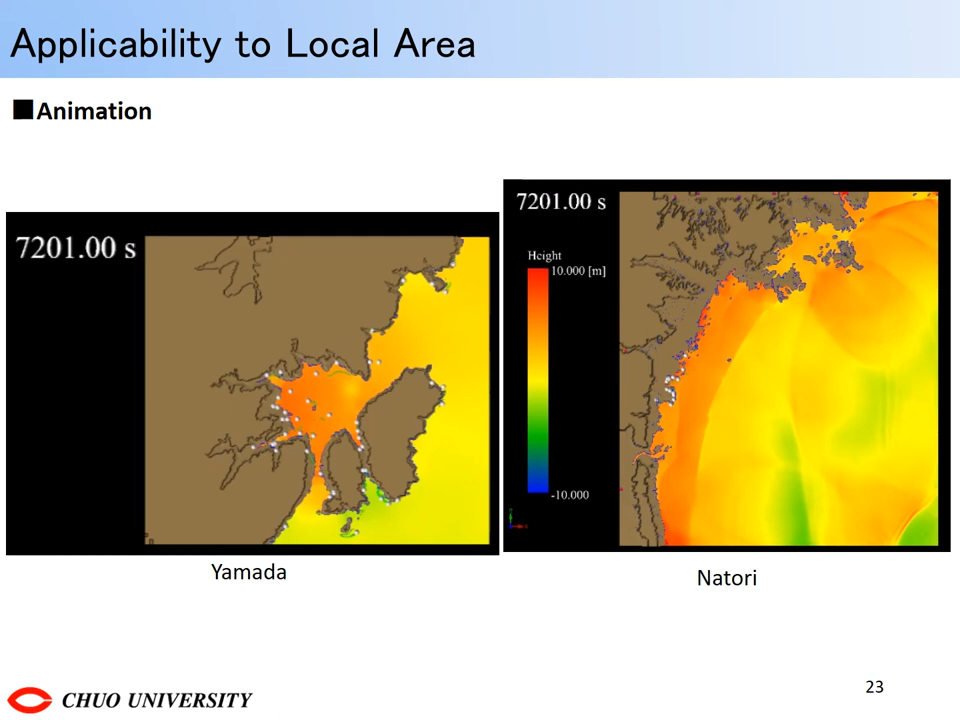 Applicability to Local Area
■Animation
7201.00 s
7201.00 s
Height
10.000 [m]
-10.000
Yamada
Natori
CHUO UNIVERSITY
23